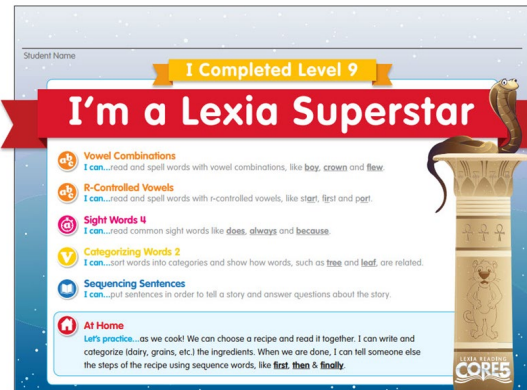 Student Name
I Completed Level 9
I'm a Lexia Superstar
Vowel Combinations
I can...read and spell words with vowel combinations, like boy, crown and flew.
R-Controlled Vowels
I can...read and spell words with r-controlled vowels, like start, first and port.
Sight Words 4
I can...read common sight words like does, always and because.
Categorizing Words 2
I can...sort words into categories and show how words, such as tree and leaf, are related.
Sequencing Sentences
I can...put sentences in order to tell a story and answer questions about the story.
At Home
Let's practice...as we cook! We can choose a recipe and read it together. I can write and
categorize (dairy, grains, etc.) the ingredients. When we are done, I can tell someone else
the steps of the recipe using sequence words, like first, then & finally.
LEXIA READING
CORE5